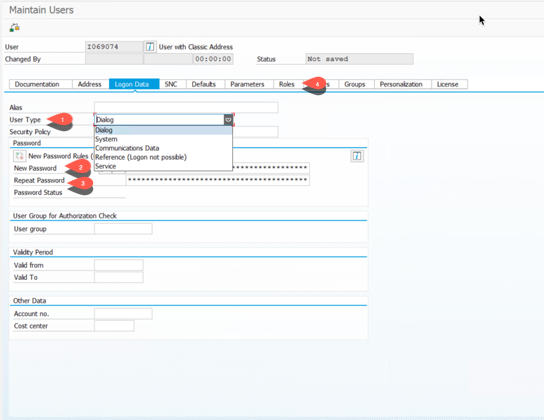 Maintain Users
User I069074 User with Classic Address
Changed By 00:00:00 Status Not saved
Documentation Address Logon Data SNC Defaults Parameters Roles 4 Groups Personalization License
Alias
User Type 1 Dialog
Dialog
Security Policy
System
Password
Communications Data
New Password Rules (
Reference (Logon not possible)
Service
New Password 2 **********************************
Repeat Password 3 **********************************
Password Status
User Group for Authorization Check
User group
Validity Period
Valid from
Valid To
Other Data
Account no.
Cost center